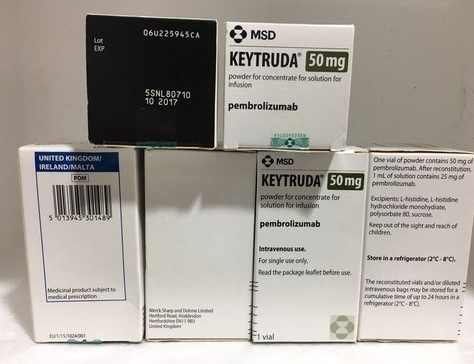 06U225945CA
Lot
EXP
5SNL80710
10 2017
MSD
KEYTRUDA® 50 mg
powder for concentrate for solution for
infusion
pembrolizumab
UNITED KINGDOM/
IRELAND/MALTA
POM
5 013945 301489
Medicinal product subject to
medical prescription
EU/1/15/1024/001
Merck Sharp and Dohme Limited
Hertford Road, Hoddesdon
Hertfordshire EN11 9BU
United Kingdom
MSD
KEYTRUDA® 50 mg
powder for concentrate for
solution for infusion
pembrolizumab
Intravenous use.
For single use only.
Read the package leaflet before use.
1 vial
One vial of powder contains 50 mg of
pembrolizumab. After reconstitution,
1 mL of solution contains 25 mg of
pembrolizumab.
Excipients: L-histidine, L-histidine
hydrochloride monohydrate,
polysorbate 80, sucrose.
Keep out of the sight and reach of
children.
Store in a refrigerator (2°C - 8°C).
The reconstituted vials and/or diluted
intravenous bags may be stored for a
cumulative time of up to 24 hours in a
refrigerator (2°C - 8°C).